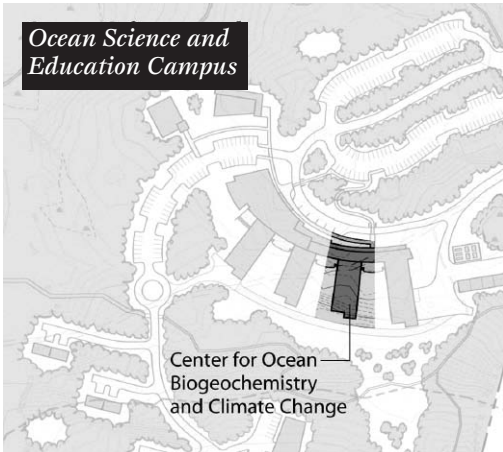 Ocean Science and
Education Campus
Center for Ocean
Biogeochemistry
and Climate Change